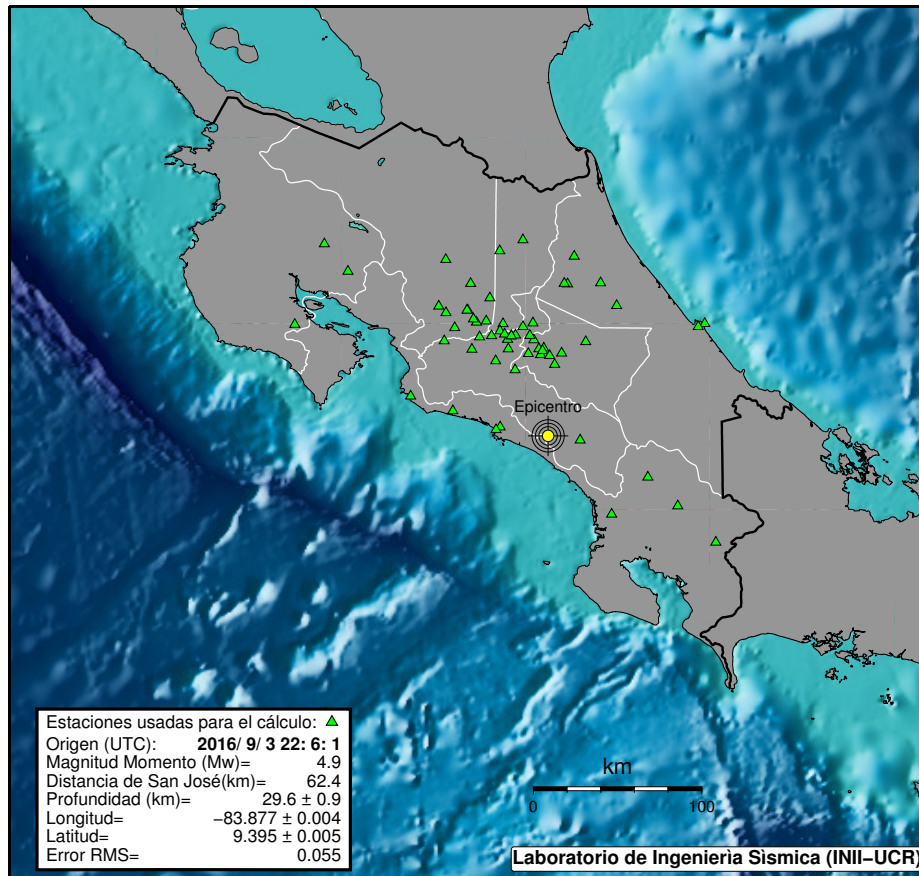 Epicentro
Estaciones usadas para el cálculo:
Origen (UTC): 2016/ 9/ 3 22: 6: 1
Magnitud Momento (Mw)= 4.9
Distancia de San José(km)= 62.4
Profundidad (km)= 29.6 ± 0.9
Longitud= −83.877 ± 0.004
Latitud= 9.395 ± 0.005
Error RMS= 0.055
km
0 100
Laboratorio de Ingenierìa Sìsmica (INII−UCR)